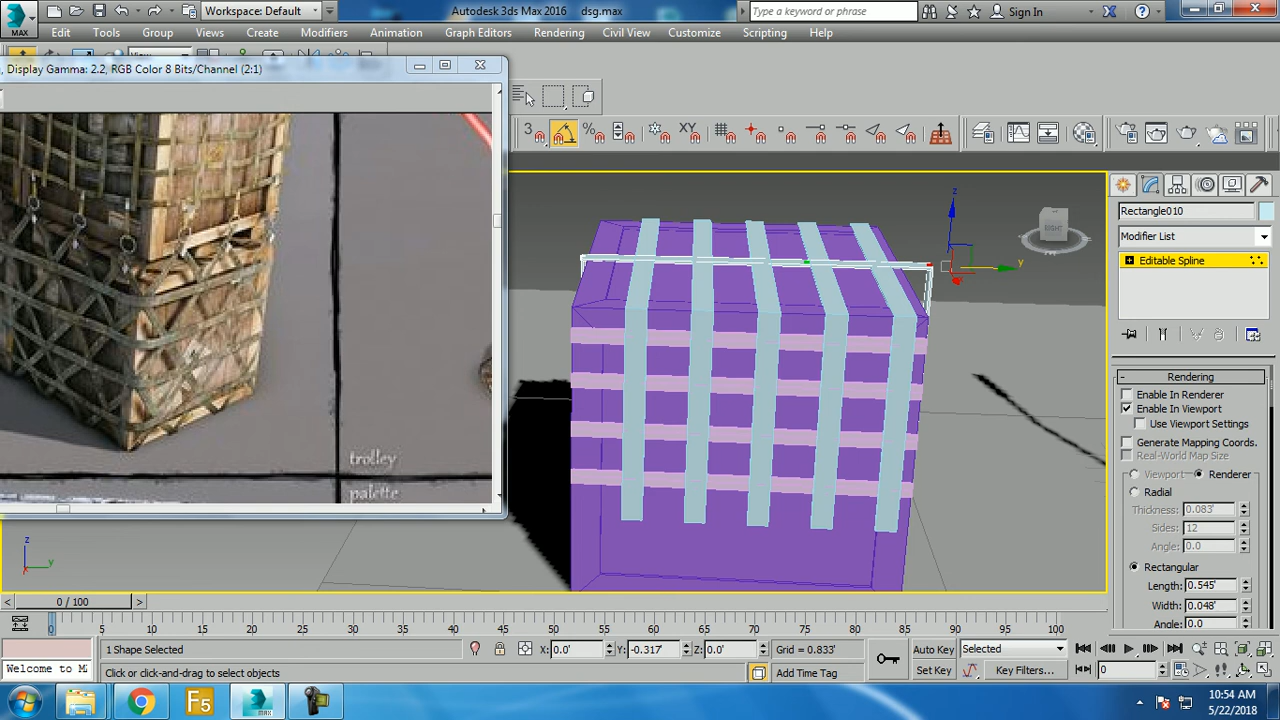 MAX
Workspace: Default
Autodesk 3ds Max 2016    dsg.max
Type a keyword or phrase
Sign In
Edit
Tools
Group
Views
Create
Modifiers
Animation
Graph Editors
Rendering
Civil View
Customize
Scripting
Help
, Display Gamma: 2.2, RGB Color 8 Bits/Channel (2:1)
3
%
XY
trolley
palette
z
y
RIGHT
z
y
Rectangle010
Modifier List
Editable Spline
Rendering
Enable In Renderer
Enable In Viewport
Use Viewport Settings
Generate Mapping Coords.
Real-World Map Size
Viewport
Renderer
Radial
Thickness: 0.083'
Sides: 12
Angle: 0.0
Rectangular
Length: 0.545'
Width: 0.048'
Angle: 0.0
0 / 100
0 5 10 15 20 25 30 35 40 45 50 55 60 65 70 75 80 85 90 95 100
1 Shape Selected
X: 0.0'
Y: -0.317'
Z: 0.0'
Grid = 0.833'
Auto Key
Selected
Welcome to M
Click or click-and-drag to select objects
Add Time Tag
Set Key
Key Filters...
0
F5
MAX
10:54 AM
5/22/2018